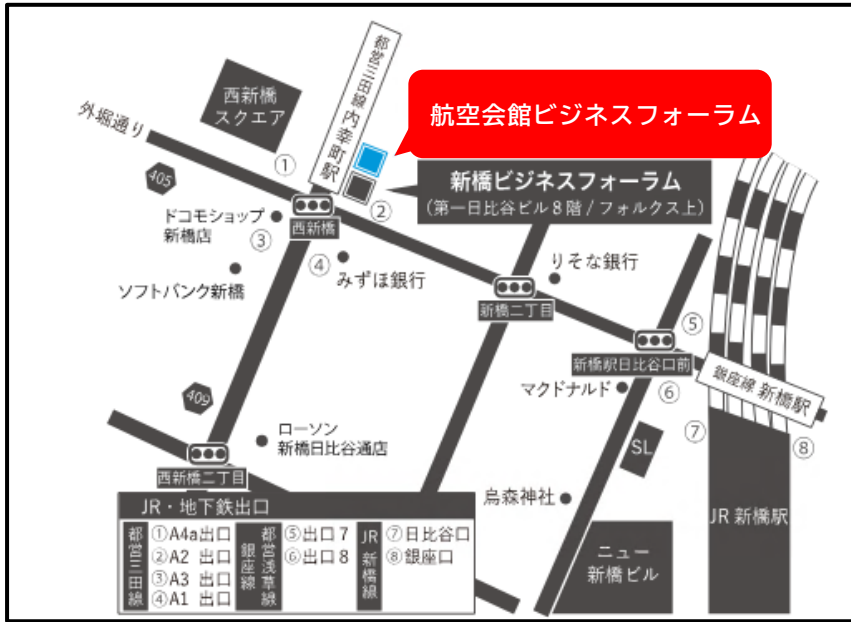 都営三田線内幸町駅
西新橋
スクエア
航空会館ビジネスフォーラム
外堀通り
①
405
新橋ビジネスフォーラム
(第一日比谷ビル8階/フォルクス上)
②
ドコモショップ
新橋店
③
西新橋
④
みずほ銀行
りそな銀行
ソフトバンク新橋
新橋二丁目
⑤
新橋駅日比谷口前
銀座線 新橋駅
マクドナルド
⑥
409
ローソン
新橋日比谷通店
SL
⑦
⑧
西新橋二丁目
烏森神社
JR 新橋駅
ニュー
新橋ビル
JR・地下鉄出口
都営三田線
①A4a出口
②A2 出口
③A3 出口
④A1 出口
都営浅草線
銀座線
⑤出口7
⑥出口8
JR新橋線
⑦日比谷口
⑧銀座口